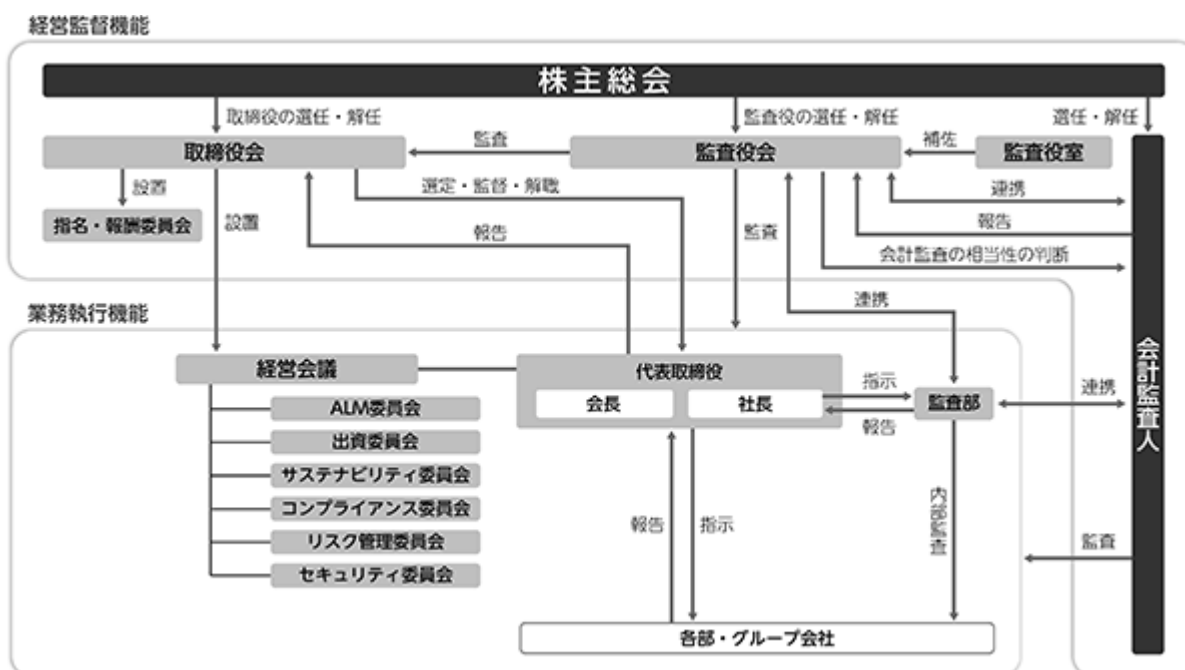 経営監督機能
株主総会
取締役の選任・解任
監査役の選任・解任
選任・解任
取締役会
監査
監査役会
補佐
監査役室
設置
選定・監督・解職
連携
指名・報酬委員会
設置
報告
監査
報告
会計監査の相当性の判断
業務執行機能
連携
経営会議
代表取締役
会長
社長
指示
報告
監査部
連携
会計監査人
ALM委員会
出資委員会
サステナビリティ委員会
コンプライアンス委員会
リスク管理委員会
セキュリティ委員会
報告
指示
内部監査
監査
各部・グループ会社